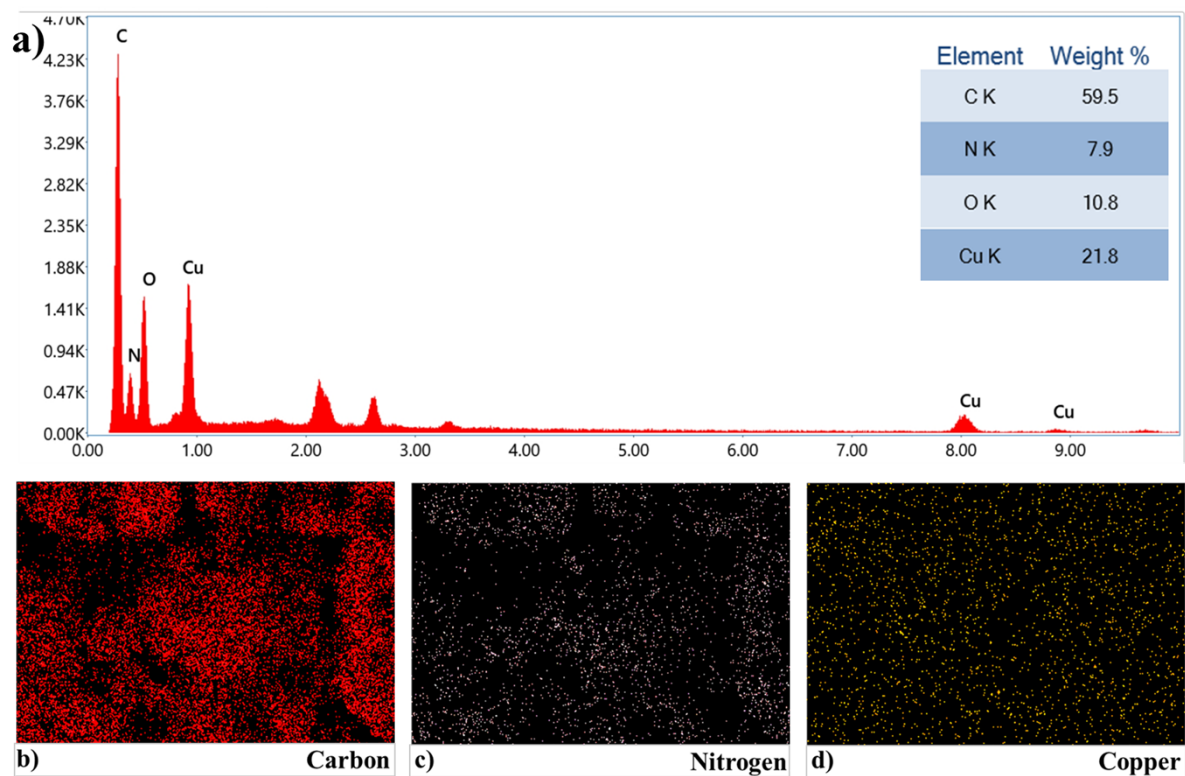 a)
4.70K
4.23K
3.76K
3.29K
2.82K
2.35K
1.88K
1.41K
0.94K
0.47K
0.00K
C
N
O
Cu
Cu
Cu
0.00 1.00 2.00 3.00 4.00 5.00 6.00 7.00 8.00 9.00
Element Weight %
C K 59.5
N K 7.9
O K 10.8
Cu K 21.8
b) Carbon
c) Nitrogen
d) Copper